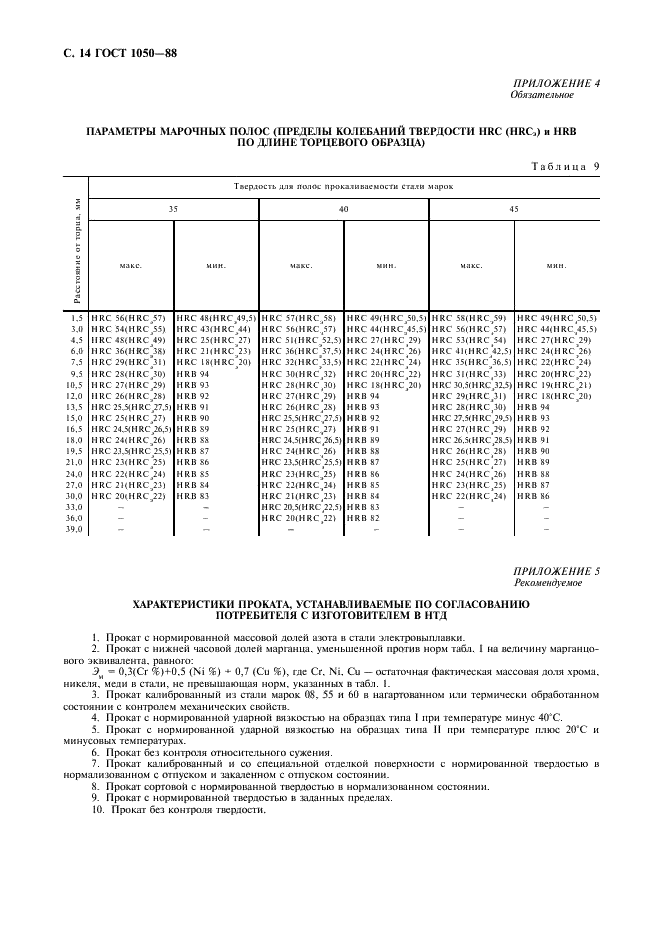 С. 14 ГОСТ 1050—88
ПРИЛОЖЕНИЕ 4
Обязательное
ПАРАМЕТРЫ МАРОЧНЫХ ПОЛОС (ПРЕДЕЛЫ КОЛЕБАНИЙ ТВЕРДОСТИ HRC (HRCэ) и HRB
ПО ДЛИНЕ ТОРЦЕВОГО ОБРАЗЦА)
Таблица 9
Расстояние от торца, мм
Твердость для полос прокаливаемости стали марок
35 40 45
макс. мин. макс. мин. макс. мин.
1,5 HRC 56(HRCэ57) HRC 48(HRCэ49,5) HRC 57(HRCэ58) HRC 49(HRCэ50,5) HRC 58(HRCэ59) HRC 49(HRCэ50,5)
3,0 HRC 54(HRCэ55) HRC 43(HRCэ44) HRC 56(HRCэ57) HRC 44(HRCэ45,5) HRC 56(HRCэ57) HRC 44(HRCэ45,5)
4,5 HRC 48(HRCэ49) HRC 25(HRCэ27) HRC 51(HRCэ52,5) HRC 27(HRCэ29) HRC 53(HRCэ54) HRC 27(HRCэ29)
6,0 HRC 36(HRCэ38) HRC 21(HRCэ23) HRC 36(HRCэ37,5) HRC 24(HRCэ26) HRC 41(HRCэ42,5) HRC 24(HRCэ26)
7,5 HRC 29(HRCэ31) HRC 18(HRCэ20) HRC 32(HRCэ33,5) HRC 22(HRCэ24) HRC 35(HRCэ36,5) HRC 22(HRCэ24)
9,5 HRC 28(HRCэ30) HRB 94 HRC 30(HRCэ32) HRC 20(HRCэ22) HRC 31(HRCэ33) HRC 20(HRCэ22)
10,5 HRC 27(HRCэ29) HRB 93 HRC 28(HRCэ30) HRC 18(HRCэ20) HRC 30,5(HRCэ32,5) HRC 19(HRCэ21)
12,0 HRC 26(HRCэ28) HRB 92 HRC 27(HRCэ29) HRB 94 HRC 29(HRCэ31) HRC 18(HRCэ20)
13,5 HRC 25,5(HRCэ27,5) HRB 91 HRC 26(HRCэ28) HRB 93 HRC 28(HRCэ30) HRB 94
15,0 HRC 25(HRCэ27) HRB 90 HRC 25,5(HRCэ27,5) HRB 92 HRC 27,5(HRCэ29,5) HRB 93
16,5 HRC 24,5(HRCэ26,5) HRB 89 HRC 25(HRCэ27) HRB 91 HRC 27(HRCэ29) HRB 92
18,0 HRC 24(HRCэ26) HRB 88 HRC 24,5(HRCэ26,5) HRB 89 HRC 26,5(HRCэ28,5) HRB 91
19,5 HRC 23,5(HRCэ25,5) HRB 87 HRC 24(HRCэ26) HRB 88 HRC 26(HRCэ28) HRB 90
21,0 HRC 23(HRCэ25) HRB 86 HRC 23,5(HRCэ25,5) HRB 87 HRC 25(HRCэ27) HRB 89
24,0 HRC 22(HRCэ24) HRB 85 HRC 23(HRCэ25) HRB 86 HRC 24(HRCэ26) HRB 88
27,0 HRC 21(HRCэ23) HRB 84 HRC 22(HRCэ24) HRB 85 HRC 23(HRCэ25) HRB 87
30,0 HRC 20(HRCэ22) HRB 83 HRC 21(HRCэ23) HRB 84 HRC 22(HRCэ24) HRB 86
33,0 – – HRC 20,5(HRCэ22,5) HRB 83 – –
36,0 – – HRC 20(HRCэ22) HRB 82 – –
39,0 – – – – – –
ПРИЛОЖЕНИЕ 5
Рекомендуемое
ХАРАКТЕРИСТИКИ ПРОКАТА, УСТАНАВЛИВАЕМЫЕ ПО СОГЛАСОВАНИЮ
ПОТРЕБИТЕЛЯ С ИЗГОТОВИТЕЛЕМ В НТД
1. Прокат с нормированной массовой долей азота в стали электровыплавки.
2. Прокат с нижней часовой долей марганца, уменьшенной против норм табл. 1 на величину марганцо-
вого эквивалента, равного:
Эм = 0,3(Cr %)+0,5 (Ni %) + 0,7 (Cu %), где Cr, Ni, Cu — остаточная фактическая массовая доля хрома,
никеля, меди в стали, не превышающая норм, указанных в табл. 1.
3. Прокат калиброванный из стали марок 08, 55 и 60 в нагартованном или термически обработанном
состоянии с контролем механических свойств.
4. Прокат с нормированной ударной вязкостью на образцах типа I при температуре минус 40°С.
5. Прокат с нормированной ударной вязкостью на образцах типа II при температуре плюс 20°С и
минусовых температурах.
6. Прокат без контроля относительного сужения.
7. Прокат калиброванный и со специальной отделкой поверхности с нормированной твердостью в
нормализованном с отпуском и закаленном с отпуском состоянии.
8. Прокат сортовой с нормированной твердостью в нормализованном состоянии.
9. Прокат с нормированной твердостью в заданных пределах.
10. Прокат без контроля твердости.